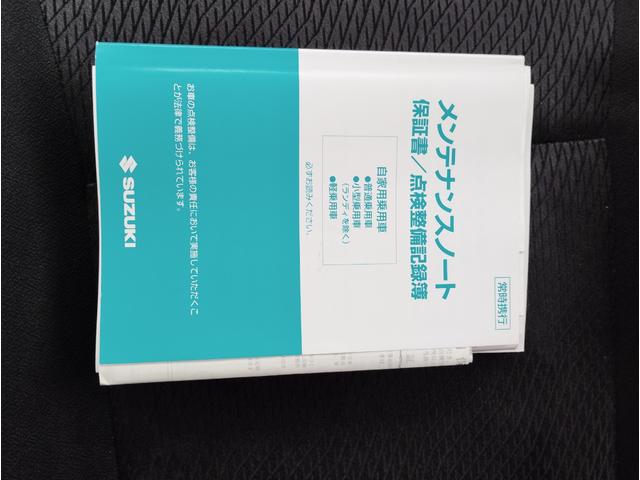 常時携行
メンテナンスノート
保証書／点検整備記録簿
自家用乗用車
●普通乗用車
●小型乗用車
（ランディを除く）
●軽乗用車
必ずお読みください。
お車の点検整備は、お客様の責任において実施していただくこ
とが法律で義務づけられています。
SUZUKI